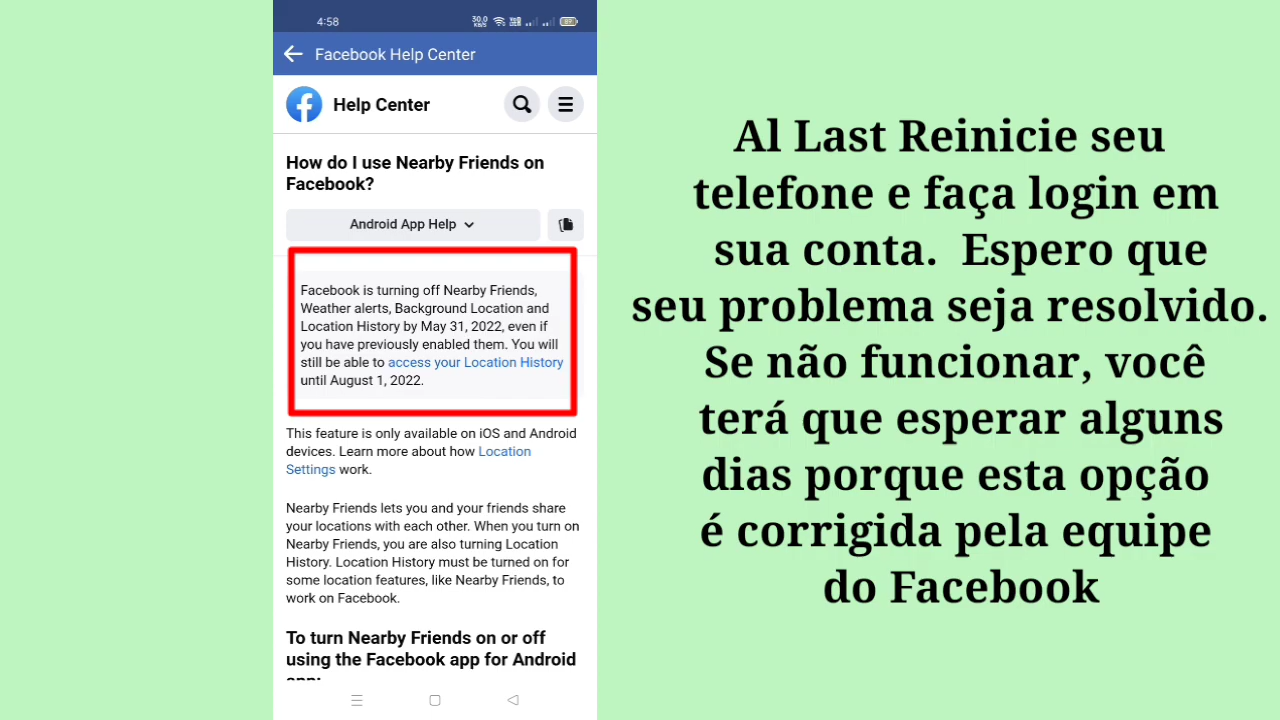 4:58
30.0
KB/S
Facebook Help Center
Help Center
How do I use Nearby Friends on
Facebook?
Android App Help
Facebook is turning off Nearby Friends,
Weather alerts, Background Location and
Location History by May 31, 2022, even if
you have previously enabled them. You will
still be able to access your Location History
until August 1, 2022.
This feature is only available on iOS and Android
devices. Learn more about how Location
Settings work.
Nearby Friends lets you and your friends share
your locations with each other. When you turn on
Nearby Friends, you are also turning Location
History. Location History must be turned on for
some location features, like Nearby Friends, to
work on Facebook.
To turn Nearby Friends on or off
using the Facebook app for Android
app:
Al Last Reinicie seu
telefone e faça login em
sua conta.  Espero que
seu problema seja resolvido.
Se não funcionar, você
terá que esperar alguns
dias porque esta opção
é corrigida pela equipe
do Facebook